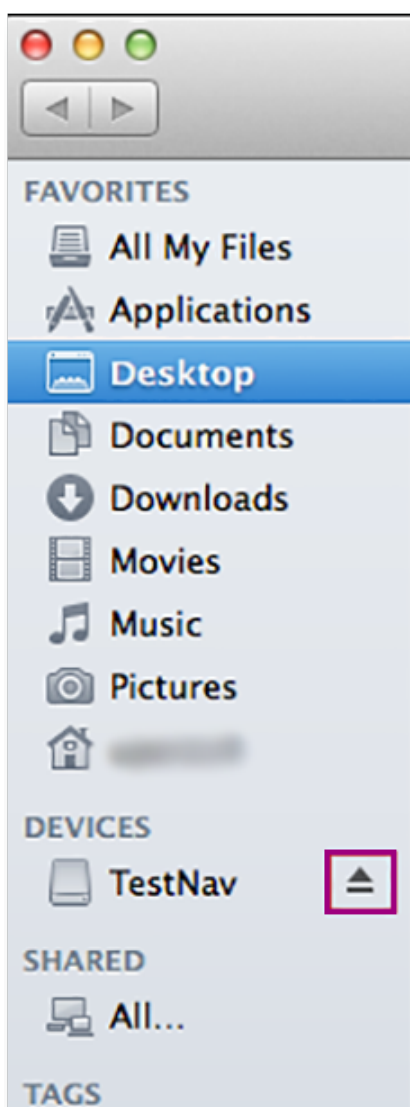 FAVORITES
All My Files
Applications
Desktop
Documents
Downloads
Movies
Music
Pictures
DEVICES
TestNav
SHARED
All...
TAGS